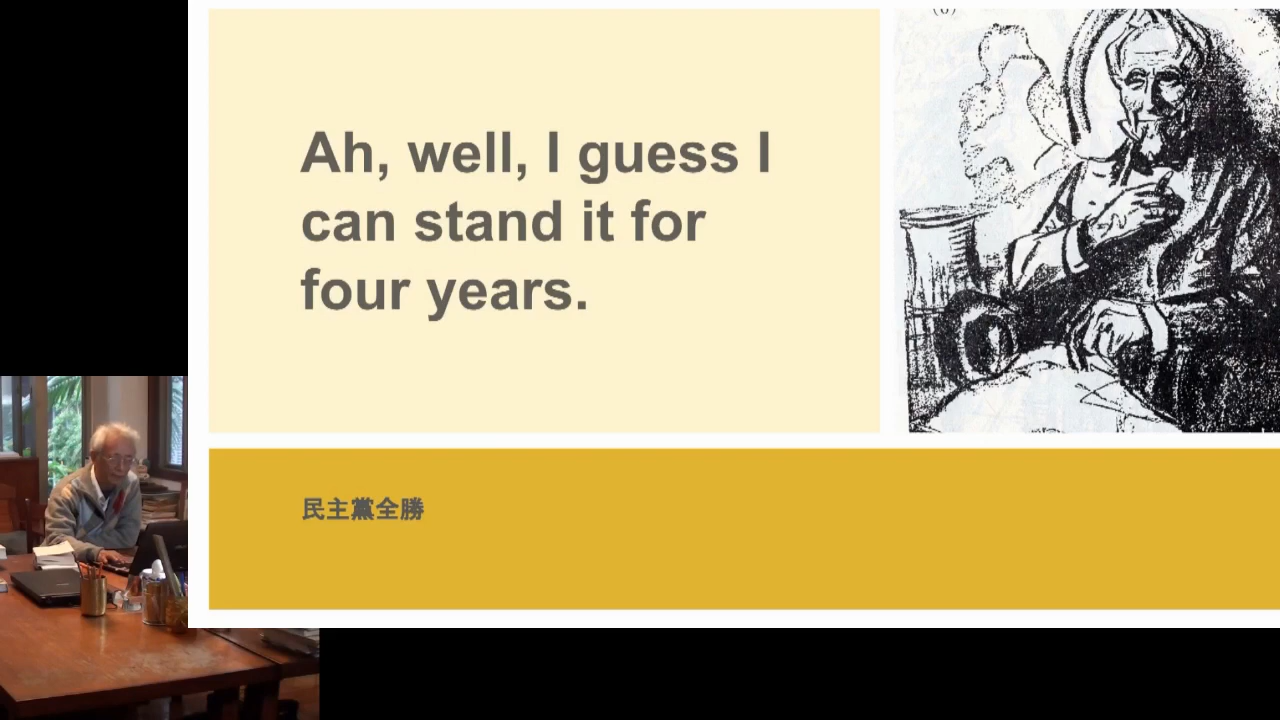 Ah, well, I guess I
can stand it for
four years.
民主黨全勝